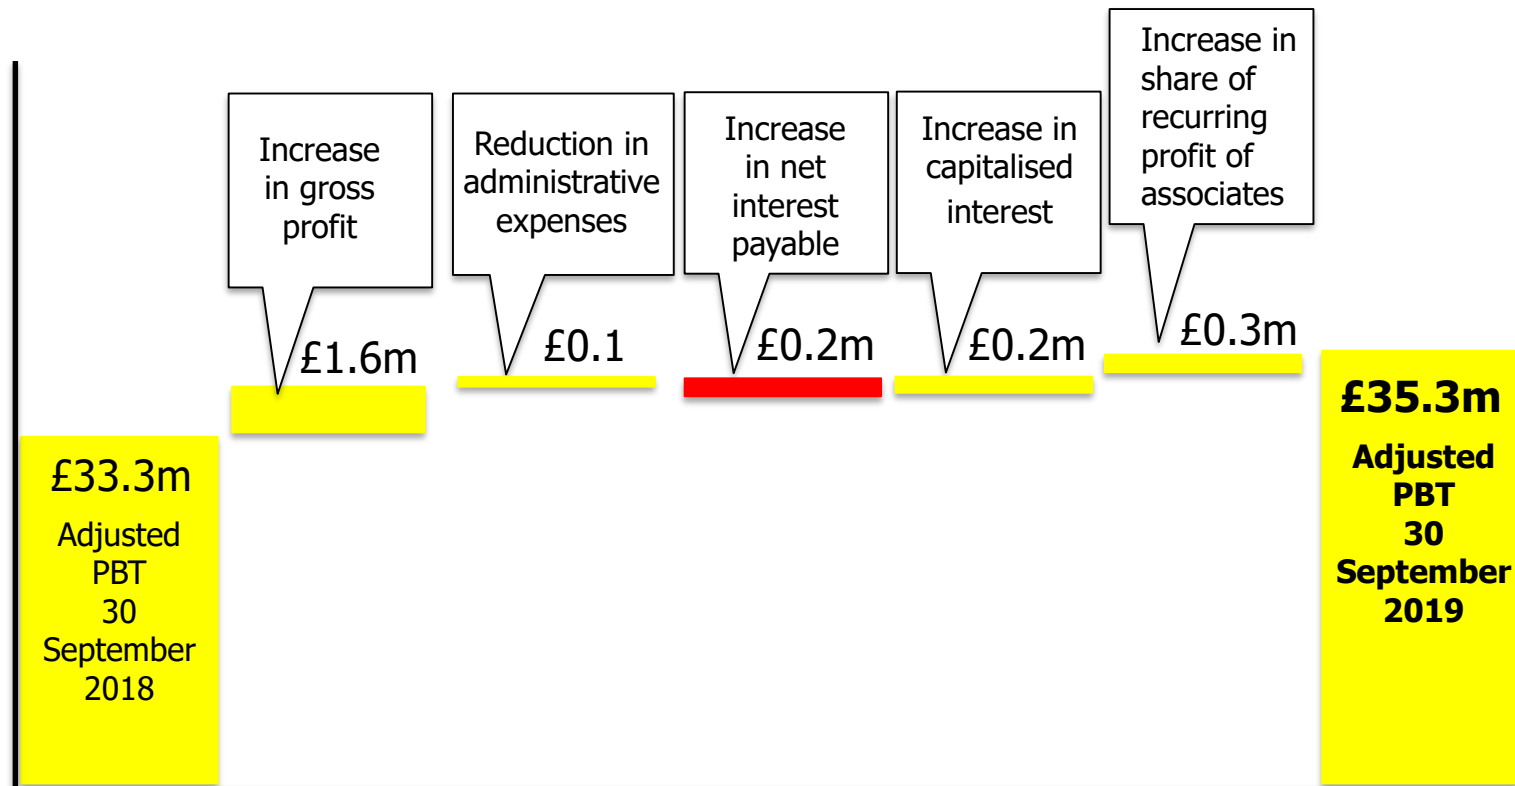 £33.3m
Adjusted
PBT
30
September
2018
Increase
in gross
profit
£1.6m
Reduction in
administrative
expenses
£0.1
Increase
in net
interest
payable
£0.2m
Increase in
capitalised
interest
£0.2m
Increase in
share of
recurring
profit of
associates
£0.3m
£35.3m
Adjusted
PBT
30
September
2019